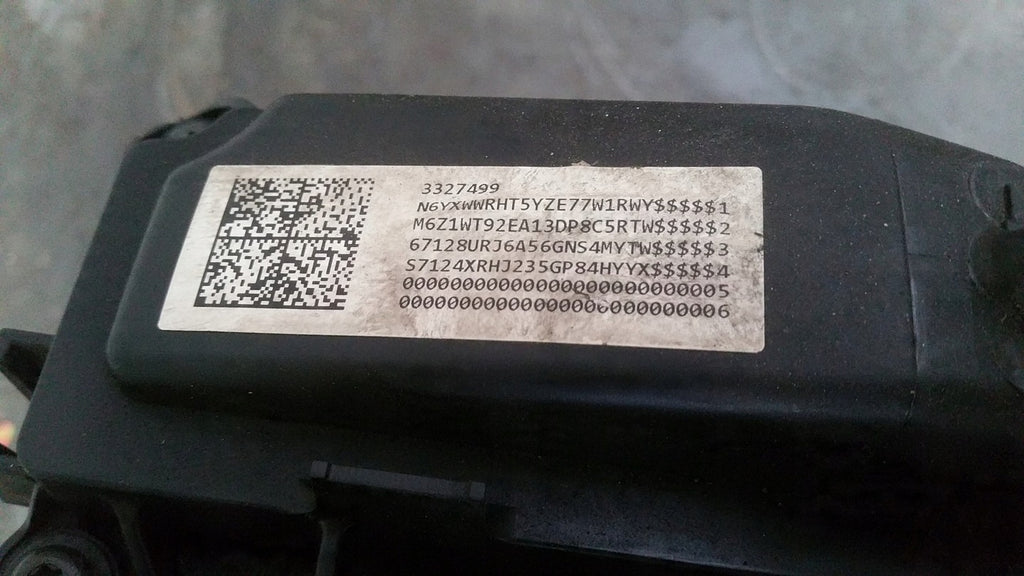 3327499
N6YXWWRHT5YZE77W1RWY$$$$$1
M6Z1WT92EA13DP8C5RTW$$$$$2
67128URJ6A56GNS4MYTW$$$$$3
S7124XRHJ235GP84HYYX$$$$$4
00000000000000000000000005
00000000000000000000000006